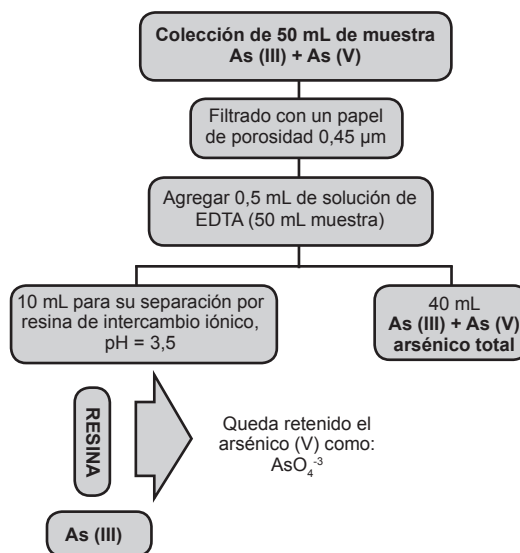 Colección de 50 mL de muestra
As (III) + As (V)
Filtrado con un papel
de porosidad 0,45 µm
Agregar 0,5 mL de solución de
EDTA (50 mL muestra)
10 mL para su separación por
resina de intercambio iónico,
pH = 3,5
40 mL
As (III) + As (V)
arsénico total
RESINA
Queda retenido el
arsénico (V) como:
AsO₄⁻³
As (III)